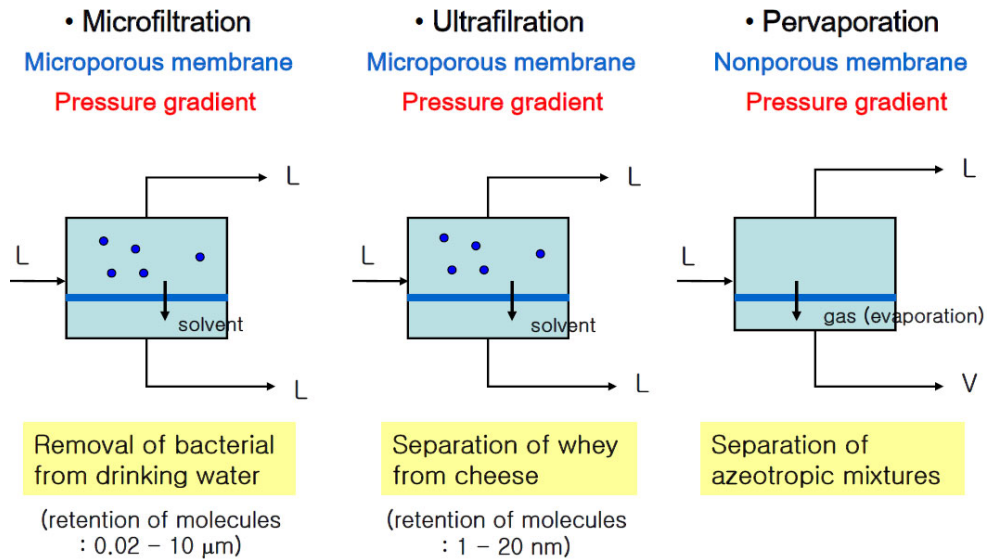 • Microfiltration
Microporous membrane
Pressure gradient
L
L
solvent
L
Removal of bacterial
from drinking water
(retention of molecules
: 0.02 - 10 μm)
• Ultrafilration
Microporous membrane
Pressure gradient
L
L
solvent
L
Separation of whey
from cheese
(retention of molecules
: 1 - 20 nm)
• Pervaporation
Nonporous membrane
Pressure gradient
L
L
gas (evaporation)
V
Separation of
azeotropic mixtures